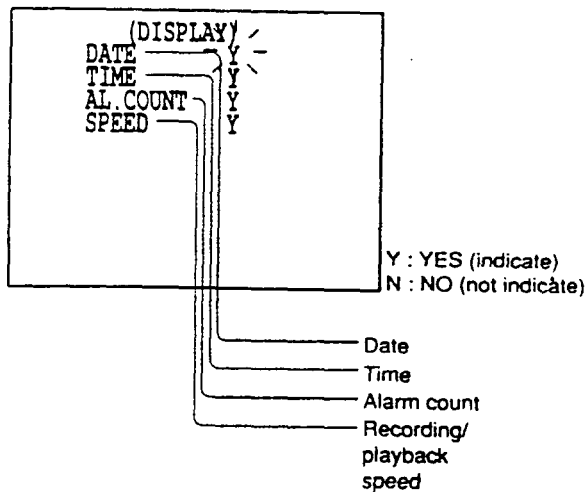 (DISPLAY)
DATE Y
TIME Y
AL.COUNT Y
SPEED Y
Y : YES (indicate)
N : NO (not indicate)
Date
Time
Alarm count
Recording/
playback
speed